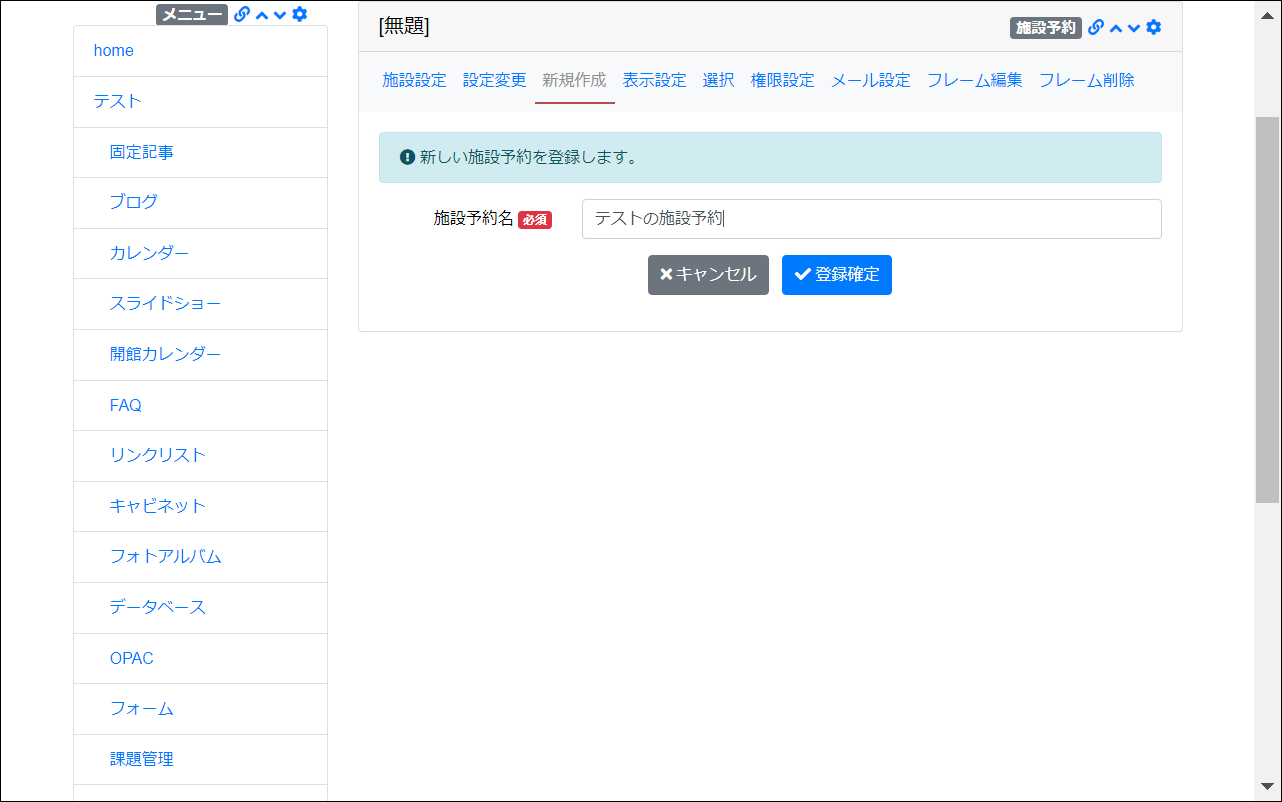 メニュー
home
テスト
固定記事
ブログ
カレンダー
スライドショー
開館カレンダー
FAQ
リンクリスト
キャビネット
フォトアルバム
データベース
OPAC
フォーム
課題管理
[無題]
施設予約
施設設定 設定変更 新規作成 表示設定 選択 権限設定 メール設定 フレーム編集 フレーム削除
新しい施設予約を登録します。
施設予約名 必須 テストの施設予約
キャンセル 登録確定